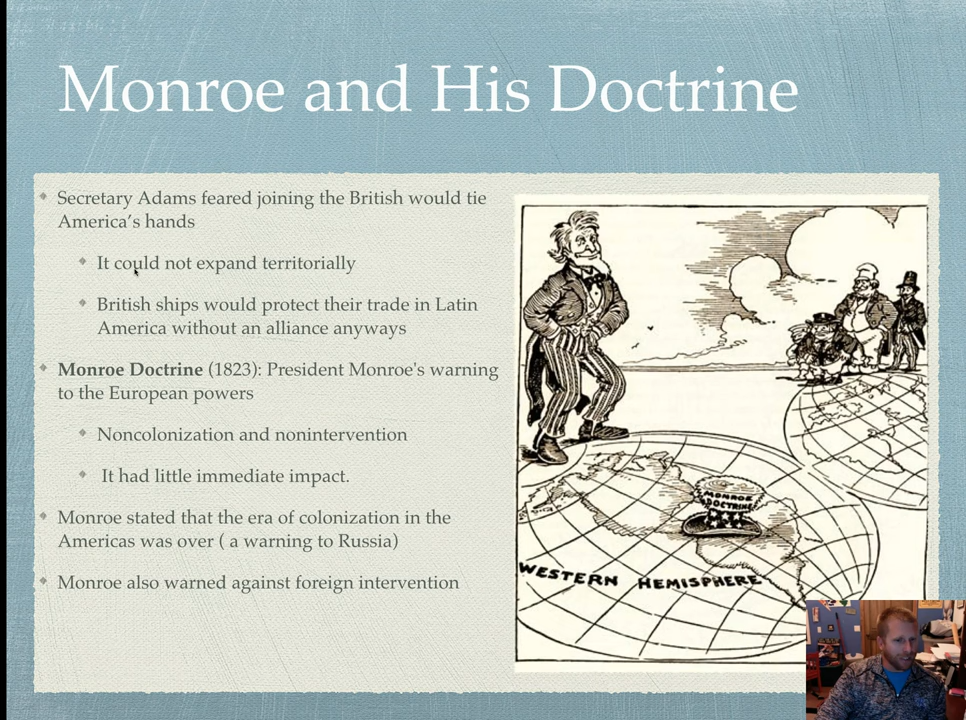 Monroe and His Doctrine
Secretary Adams feared joining the British would tie
America’s hands
It could not expand territorially
British ships would protect their trade in Latin
America without an alliance anyways
Monroe Doctrine (1823): President Monroe's warning
to the European powers
Noncolonization and nonintervention
It had little immediate impact.
Monroe stated that the era of colonization in the
Americas was over ( a warning to Russia)
Monroe also warned against foreign intervention
MONROE
DOCTRINE
WESTERN HEMISPHERE